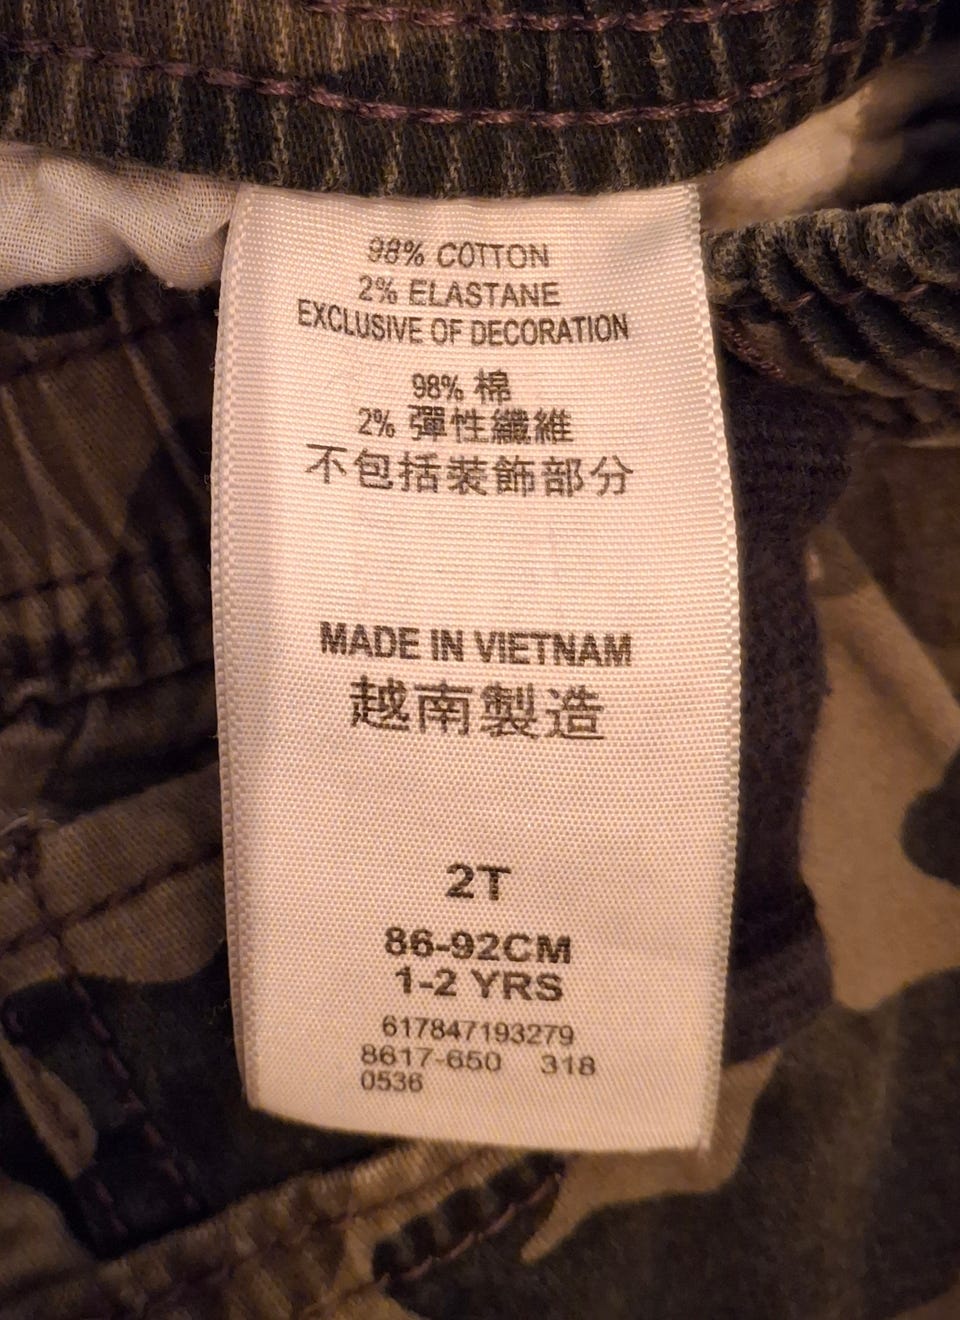 98% COTTON
2% ELASTANE
EXCLUSIVE OF DECORATION
98% 棉
2% 彈性纖維
不包括装飾部分
MADE IN VIETNAM
越南製造
2T
86-92CM
1-2 YRS
617847193279
8617-650 318
0536